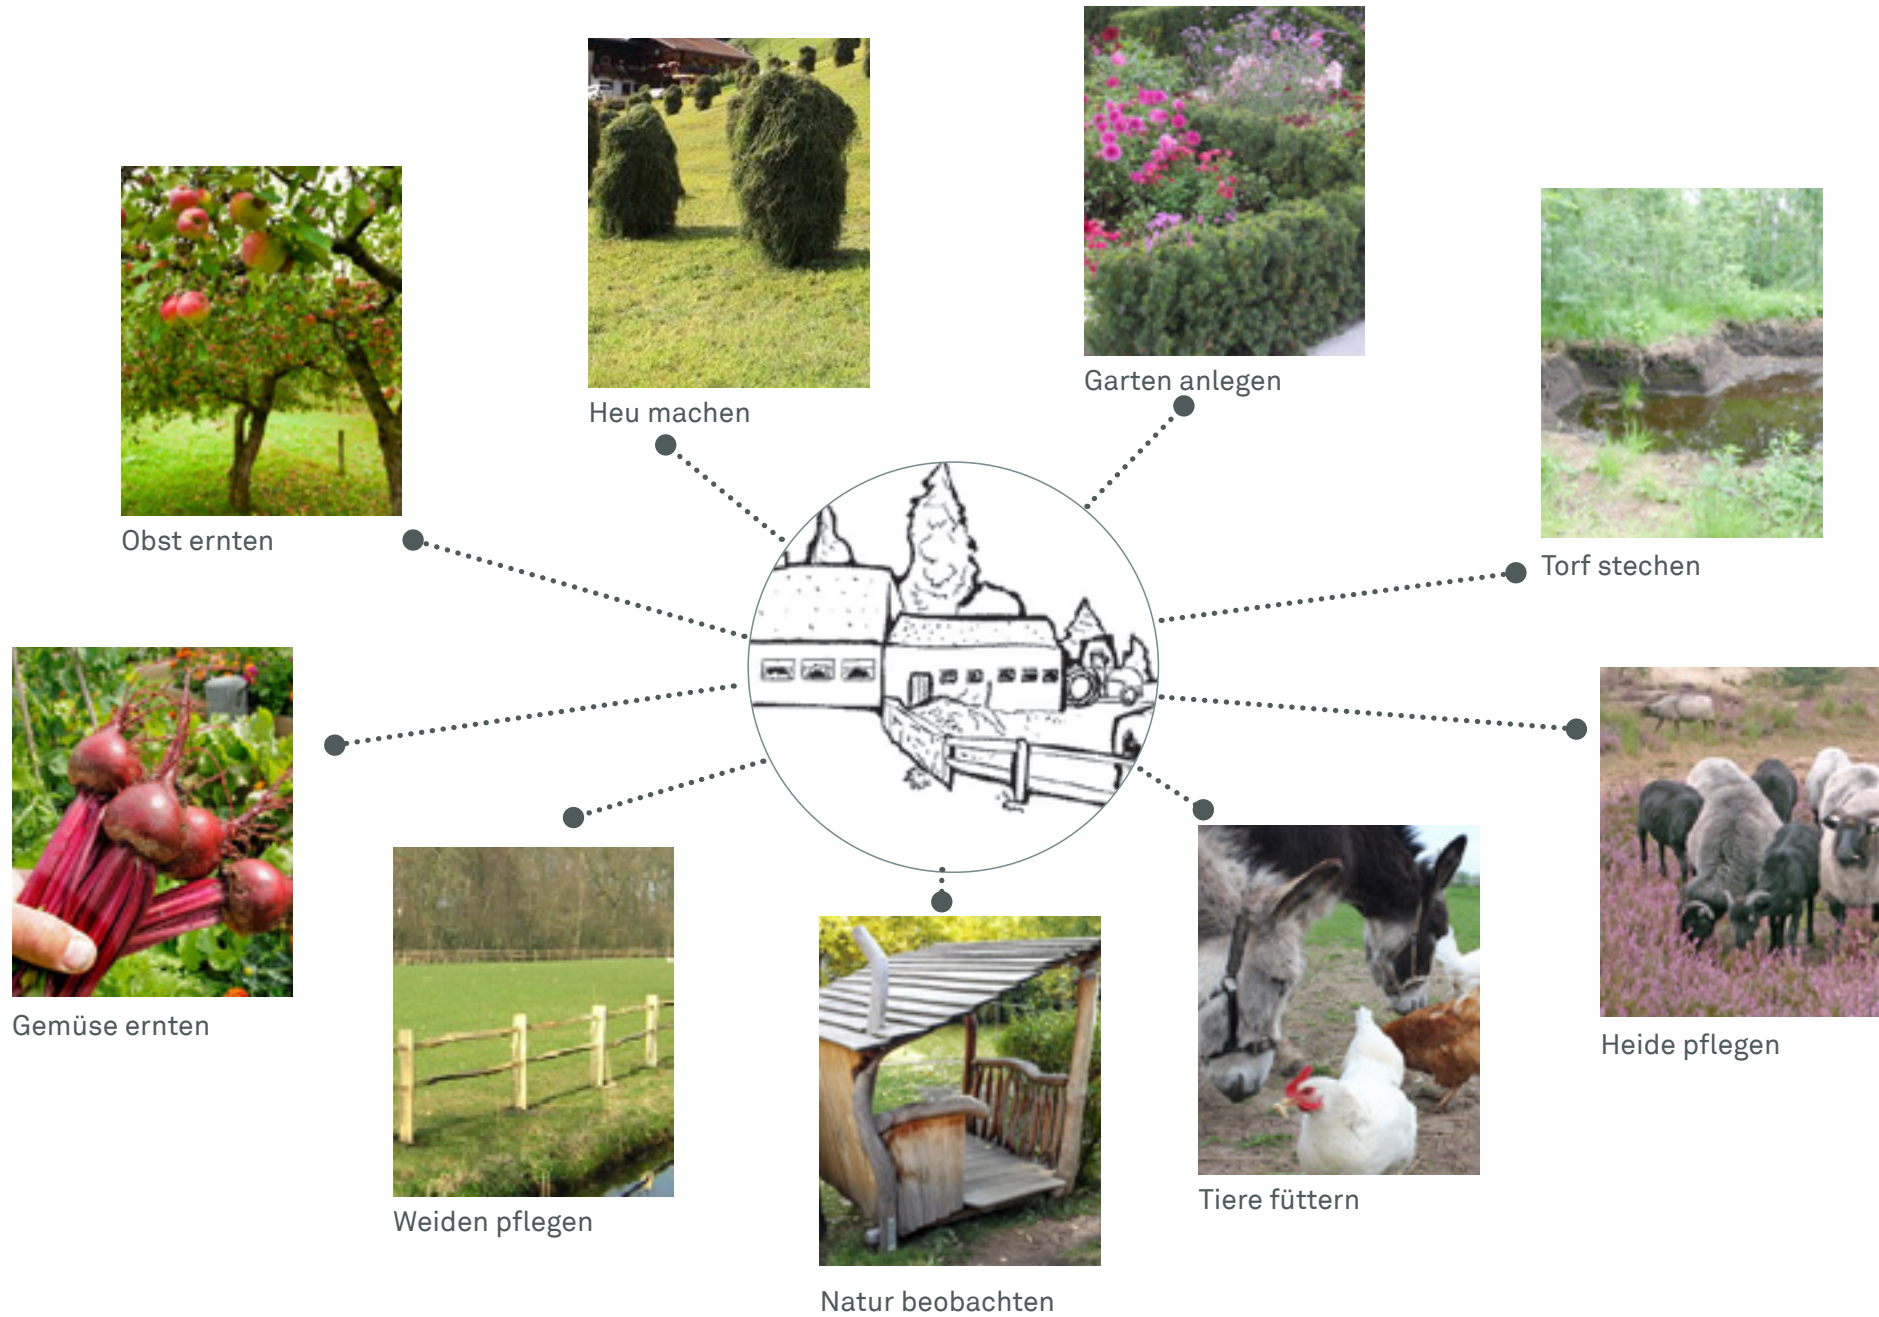 Heu machen
Garten anlegen
Obst ernten
Torf stechen
Gemüse ernten
Heide pflegen
Weiden pflegen
Tiere füttern
Natur beobachten